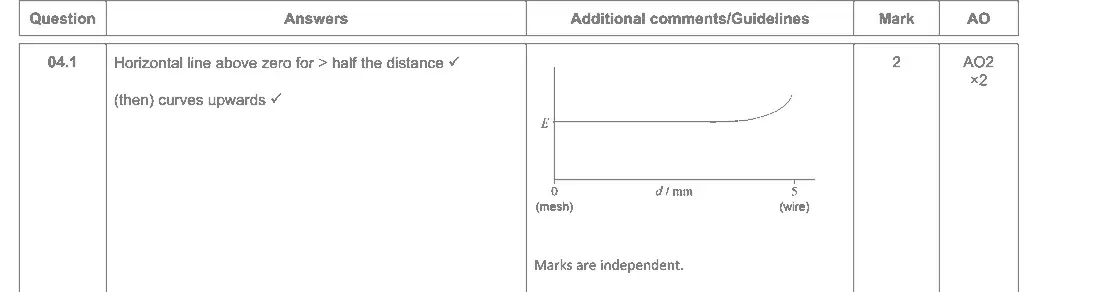 Question Answers Additional comments/Guidelines Mark AO
04.1 Horizontal line above zero for > half the distance ✓ 2 AO2
×2
(then) curves upwards ✓
E
0 d / mm 5
(mesh) (wire)
Marks are independent.